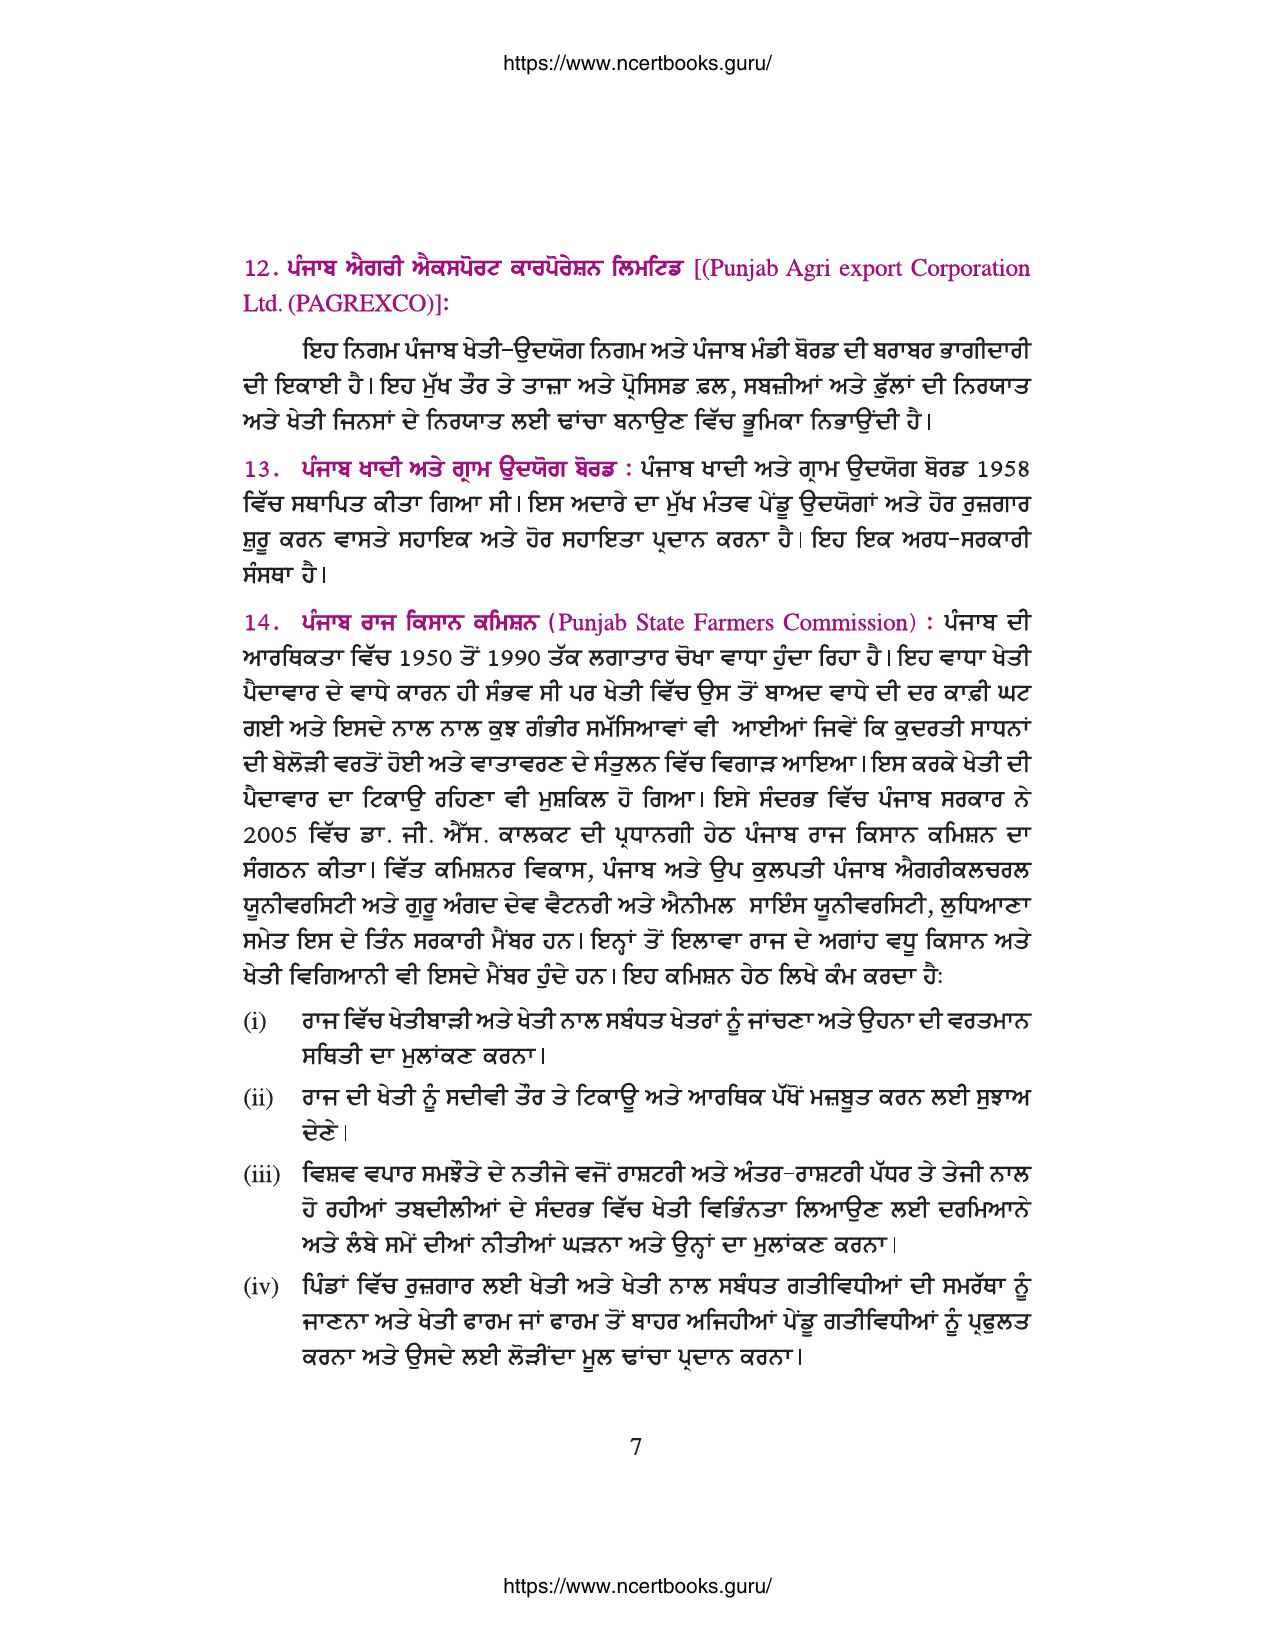 https://www.ncertbooks.guru/
12. ਪੰਜਾਬ ਐਗਰੀ ਐਕਸਪੋਰਟ ਕਾਰਪੋਰੇਸ਼ਨ ਲਿਮਟਿਡ [(Punjab Agri export Corporation
Ltd. (PAGREXCO)]:
ਇਹ ਨਿਗਮ ਪੰਜਾਬ ਖੇਤੀ-ਉਦਯੋਗ ਨਿਗਮ ਅਤੇ ਪੰਜਾਬ ਮੰਡੀ ਬੋਰਡ ਦੀ ਬਰਾਬਰ ਭਾਗੀਦਾਰੀ
ਦੀ ਇਕਾਈ ਹੈ। ਇਹ ਮੁੱਖ ਤੌਰ ਤੇ ਤਾਜ਼ਾ ਅਤੇ ਪ੍ਰੋਸਿਸਡ ਫ਼ਲ, ਸਬਜ਼ੀਆਂ ਅਤੇ ਫ਼ੁੱਲਾਂ ਦੀ ਨਿਰਯਾਤ
ਅਤੇ ਖੇਤੀ ਜਿਨਸਾਂ ਦੇ ਨਿਰਯਾਤ ਲਈ ਢਾਂਚਾ ਬਨਾਉਣ ਵਿੱਚ ਭੂਮਿਕਾ ਨਿਭਾਉਂਦੀ ਹੈ।
13. ਪੰਜਾਬ ਖਾਦੀ ਅਤੇ ਗ੍ਰਾਮ ਉਦਯੋਗ ਬੋਰਡ : ਪੰਜਾਬ ਖਾਦੀ ਅਤੇ ਗ੍ਰਾਮ ਉਦਯੋਗ ਬੋਰਡ 1958
ਵਿੱਚ ਸਥਾਪਿਤ ਕੀਤਾ ਗਿਆ ਸੀ। ਇਸ ਅਦਾਰੇ ਦਾ ਮੁੱਖ ਮੰਤਵ ਪੇਂਡੂ ਉਦਯੋਗਾਂ ਅਤੇ ਹੋਰ ਰੁਜ਼ਗਾਰ
ਸ਼ੁਰੂ ਕਰਨ ਵਾਸਤੇ ਸਹਾਇਕ ਅਤੇ ਹੋਰ ਸਹਾਇਤਾ ਪ੍ਰਦਾਨ ਕਰਨਾ ਹੈ। ਇਹ ਇਕ ਅਰਧ-ਸਰਕਾਰੀ
ਸੰਸਥਾ ਹੈ।
14. ਪੰਜਾਬ ਰਾਜ ਕਿਸਾਨ ਕਮਿਸ਼ਨ (Punjab State Farmers Commission) : ਪੰਜਾਬ ਦੀ
ਆਰਥਿਕਤਾ ਵਿੱਚ 1950 ਤੋਂ 1990 ਤੱਕ ਲਗਾਤਾਰ ਚੋਖਾ ਵਾਧਾ ਹੁੰਦਾ ਰਿਹਾ ਹੈ। ਇਹ ਵਾਧਾ ਖੇਤੀ
ਪੈਦਾਵਾਰ ਦੇ ਵਾਧੇ ਕਾਰਨ ਹੀ ਸੰਭਵ ਸੀ ਪਰ ਖੇਤੀ ਵਿੱਚ ਉਸ ਤੋਂ ਬਾਅਦ ਵਾਧੇ ਦੀ ਦਰ ਕਾਫ਼ੀ ਘਟ
ਗਈ ਅਤੇ ਇਸਦੇ ਨਾਲ ਨਾਲ ਕੁਝ ਗੰਭੀਰ ਸਮੱਸਿਆਵਾਂ ਵੀ ਆਈਆਂ ਜਿਵੇਂ ਕਿ ਕੁਦਰਤੀ ਸਾਧਨਾਂ
ਦੀ ਬੇਲੋੜੀ ਵਰਤੋਂ ਹੋਈ ਅਤੇ ਵਾਤਾਵਰਣ ਦੇ ਸੰਤੁਲਨ ਵਿੱਚ ਵਿਗਾੜ ਆਇਆ। ਇਸ ਕਰਕੇ ਖੇਤੀ ਦੀ
ਪੈਦਾਵਾਰ ਦਾ ਟਿਕਾਉ ਰਹਿਣਾ ਵੀ ਮੁਸ਼ਕਿਲ ਹੋ ਗਿਆ। ਇਸੇ ਸੰਦਰਭ ਵਿੱਚ ਪੰਜਾਬ ਸਰਕਾਰ ਨੇ
2005 ਵਿੱਚ ਡਾ. ਜੀ. ਐੱਸ. ਕਾਲਕਟ ਦੀ ਪ੍ਰਧਾਨਗੀ ਹੇਠ ਪੰਜਾਬ ਰਾਜ ਕਿਸਾਨ ਕਮਿਸ਼ਨ ਦਾ
ਸੰਗਠਨ ਕੀਤਾ। ਵਿੱਤ ਕਮਿਸ਼ਨਰ ਵਿਕਾਸ, ਪੰਜਾਬ ਅਤੇ ਉਪ ਕੁਲਪਤੀ ਪੰਜਾਬ ਐਗਰੀਕਲਚਰਲ
ਯੂਨੀਵਰਸਿਟੀ ਅਤੇ ਗੁਰੂ ਅੰਗਦ ਦੇਵ ਵੈਟਨਰੀ ਅਤੇ ਐਨੀਮਲ ਸਾਇੰਸ ਯੂਨੀਵਰਸਿਟੀ, ਲੁਧਿਆਣਾ
ਸਮੇਤ ਇਸ ਦੇ ਤਿੰਨ ਸਰਕਾਰੀ ਮੈਂਬਰ ਹਨ। ਇਨ੍ਹਾਂ ਤੋਂ ਇਲਾਵਾ ਰਾਜ ਦੇ ਅਗਾਂਹ ਵਧੂ ਕਿਸਾਨ ਅਤੇ
ਖੇਤੀ ਵਿਗਿਆਨੀ ਵੀ ਇਸਦੇ ਮੈਂਬਰ ਹੁੰਦੇ ਹਨ। ਇਹ ਕਮਿਸ਼ਨ ਹੇਠ ਲਿਖੇ ਕੰਮ ਕਰਦਾ ਹੈ:
(i) ਰਾਜ ਵਿੱਚ ਖੇਤੀਬਾੜੀ ਅਤੇ ਖੇਤੀ ਨਾਲ ਸਬੰਧਤ ਖੇਤਰਾਂ ਨੂੰ ਜਾਂਚਣਾ ਅਤੇ ਉਹਨਾ ਦੀ ਵਰਤਮਾਨ
ਸਥਿਤੀ ਦਾ ਮੁਲਾਂਕਣ ਕਰਨਾ।
(ii) ਰਾਜ ਦੀ ਖੇਤੀ ਨੂੰ ਸਦੀਵੀ ਤੌਰ ਤੇ ਟਿਕਾਊ ਅਤੇ ਆਰਥਿਕ ਪੱਖੋਂ ਮਜ਼ਬੂਤ ਕਰਨ ਲਈ ਸੁਝਾਅ
ਦੇਣੇ।
(iii) ਵਿਸ਼ਵ ਵਪਾਰ ਸਮਝੌਤੇ ਦੇ ਨਤੀਜੇ ਵਜੋਂ ਰਾਸ਼ਟਰੀ ਅਤੇ ਅੰਤਰ-ਰਾਸ਼ਟਰੀ ਪੱਧਰ ਤੇ ਤੇਜੀ ਨਾਲ
ਹੋ ਰਹੀਆਂ ਤਬਦੀਲੀਆਂ ਦੇ ਸੰਦਰਭ ਵਿੱਚ ਖੇਤੀ ਵਿਭਿੰਨਤਾ ਲਿਆਉਣ ਲਈ ਦਰਮਿਆਨੇ
ਅਤੇ ਲੰਬੇ ਸਮੇਂ ਦੀਆਂ ਨੀਤੀਆਂ ਘੜਨਾ ਅਤੇ ਉਨ੍ਹਾਂ ਦਾ ਮੁਲਾਂਕਣ ਕਰਨਾ।
(iv) ਪਿੰਡਾਂ ਵਿੱਚ ਰੁਜ਼ਗਾਰ ਲਈ ਖੇਤੀ ਅਤੇ ਖੇਤੀ ਨਾਲ ਸਬੰਧਤ ਗਤੀਵਿਧੀਆਂ ਦੀ ਸਮਰੱਥਾ ਨੂੰ
ਜਾਣਨਾ ਅਤੇ ਖੇਤੀ ਫਾਰਮ ਜਾਂ ਫਾਰਮ ਤੋਂ ਬਾਹਰ ਅਜਿਹੀਆਂ ਪੇਂਡੂ ਗਤੀਵਿਧੀਆਂ ਨੂੰ ਪ੍ਰਫੁਲਤ
ਕਰਨਾ ਅਤੇ ਉਸਦੇ ਲਈ ਲੋੜੀਂਦਾ ਮੂਲ ਢਾਂਚਾ ਪ੍ਰਦਾਨ ਕਰਨਾ।
7
https://www.ncertbooks.guru/